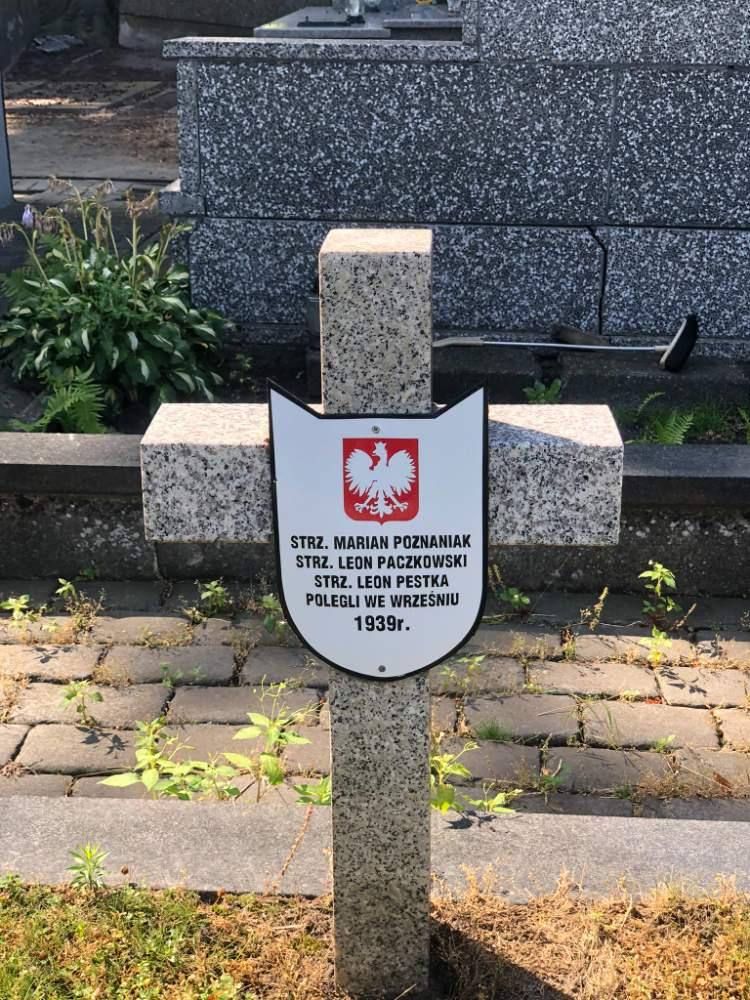 STRZ. MARIAN POZNANIAK
STRZ. LEON PACZKOWSKI
STRZ. LEON PESTKA
POLEGLI WE WRZEŚNIU
1939r.